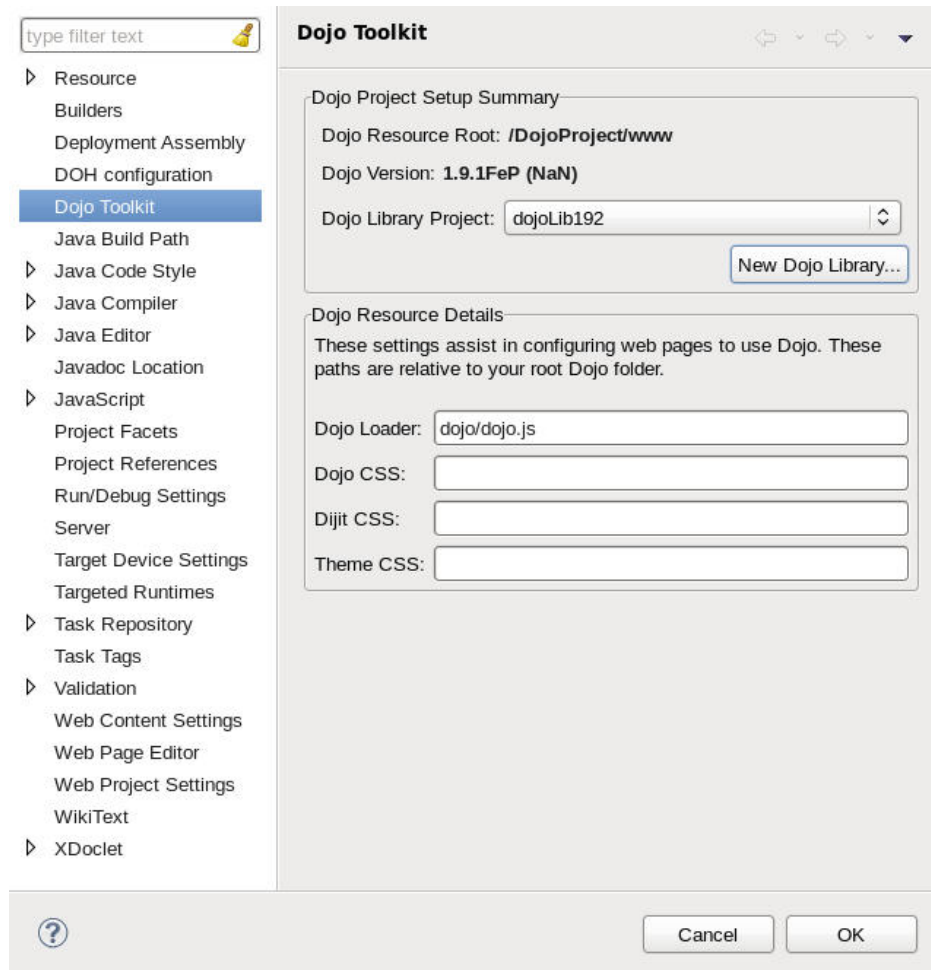 type filter text
Resource
Builders
Deployment Assembly
DOH configuration
Dojo Toolkit
Java Build Path
Java Code Style
Java Compiler
Java Editor
Javadoc Location
JavaScript
Project Facets
Project References
Run/Debug Settings
Server
Target Device Settings
Targeted Runtimes
Task Repository
Task Tags
Validation
Web Content Settings
Web Page Editor
Web Project Settings
WikiText
XDoclet
Dojo Toolkit
Dojo Project Setup Summary
Dojo Resource Root: /DojoProject/www
Dojo Version: 1.9.1FeP (NaN)
Dojo Library Project: dojoLib192
New Dojo Library...
Dojo Resource Details
These settings assist in configuring web pages to use Dojo. These
paths are relative to your root Dojo folder.
Dojo Loader: dojo/dojo.js
Dojo CSS:
Dijit CSS:
Theme CSS:
?
Cancel
OK